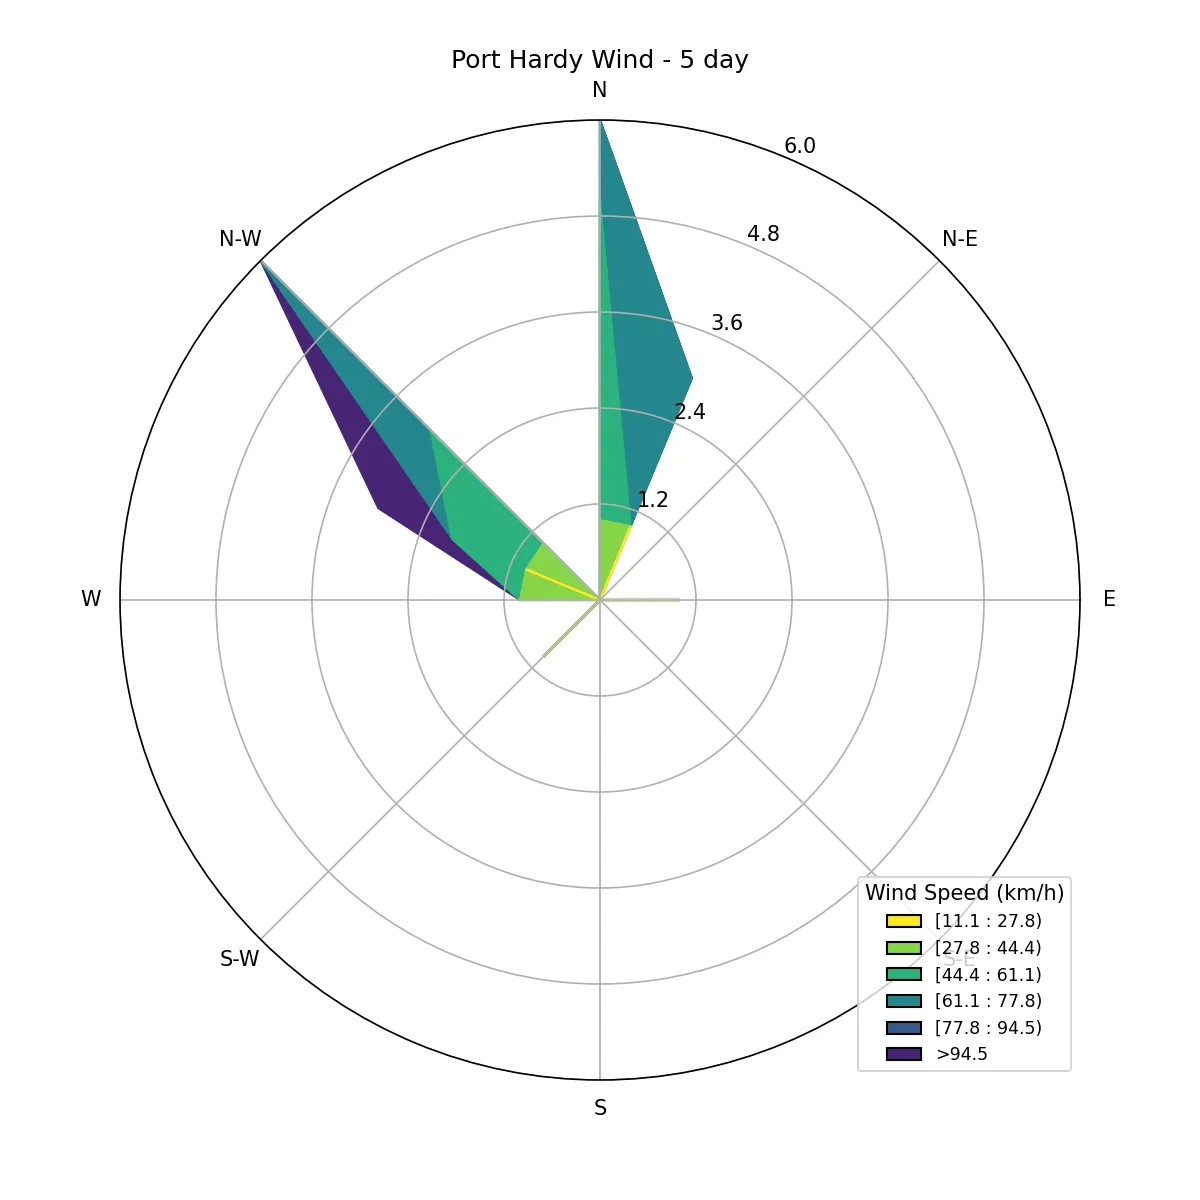 Port Hardy Wind - 5 day
N
6.0
N-W
4.8
N-E
3.6
2.4
1.2
W
E
Wind Speed (km/h)
[11.1 : 27.8)
[27.8 : 44.4)
S-W
S-E
[44.4 : 61.1)
[61.1 : 77.8)
[77.8 : 94.5)
>94.5
S